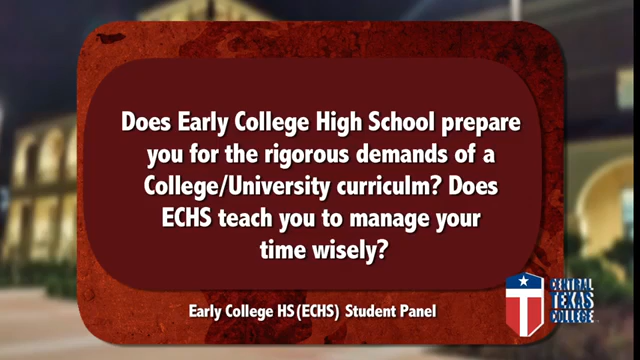 Does Early College High School prepare
you for the rigorous demands of a
College/University curriculm? Does
ECHS teach you to manage your
time wisely?
Early College HS(ECHS) Student Panel
CENTRAL
TEXAS
COLLEGE